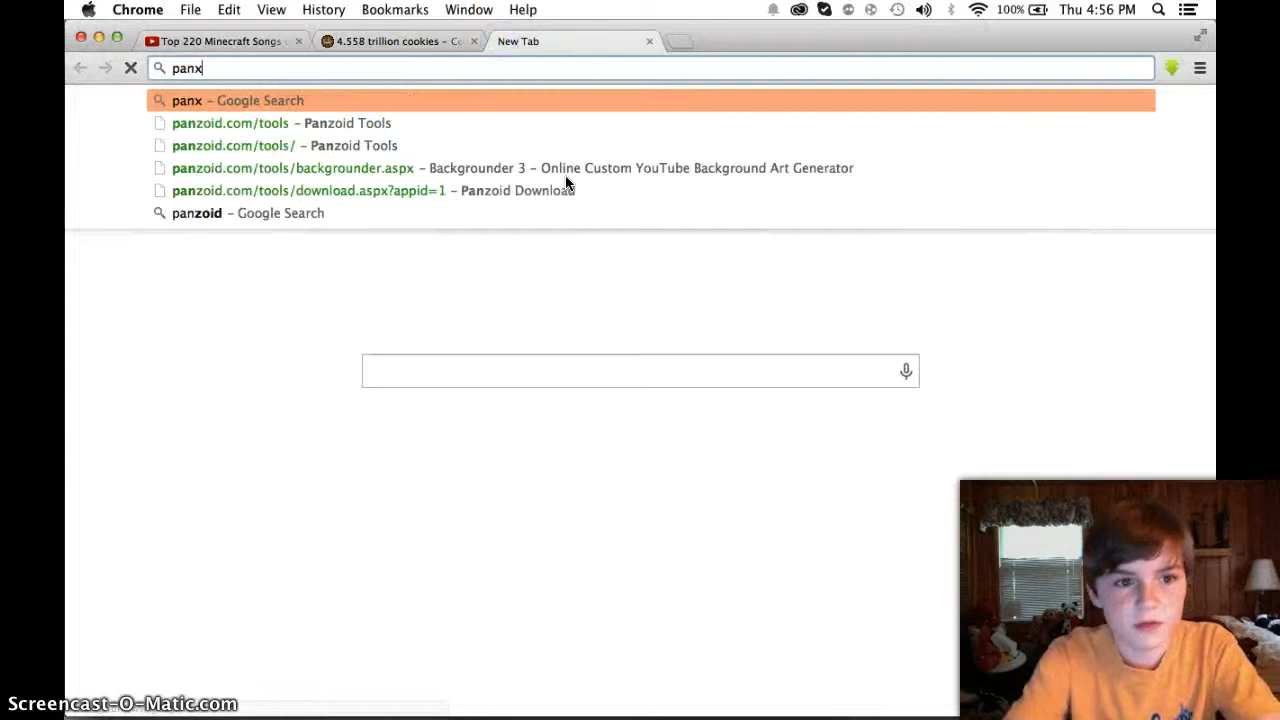 Chrome File Edit View History Bookmarks Window Help 100% Thu 4:56 PM
Top 220 Minecraft Songs 4.558 trillion cookies – Co New Tab
panx
panx – Google Search
panzoid.com/tools – Panzoid Tools
panzoid.com/tools/ – Panzoid Tools
panzoid.com/tools/backgrounder.aspx – Backgrounder 3 – Online Custom YouTube Background Art Generator
panzoid.com/tools/download.aspx?appid=1 – Panzoid Download
panzoid – Google Search
Screencast-O-Matic.com